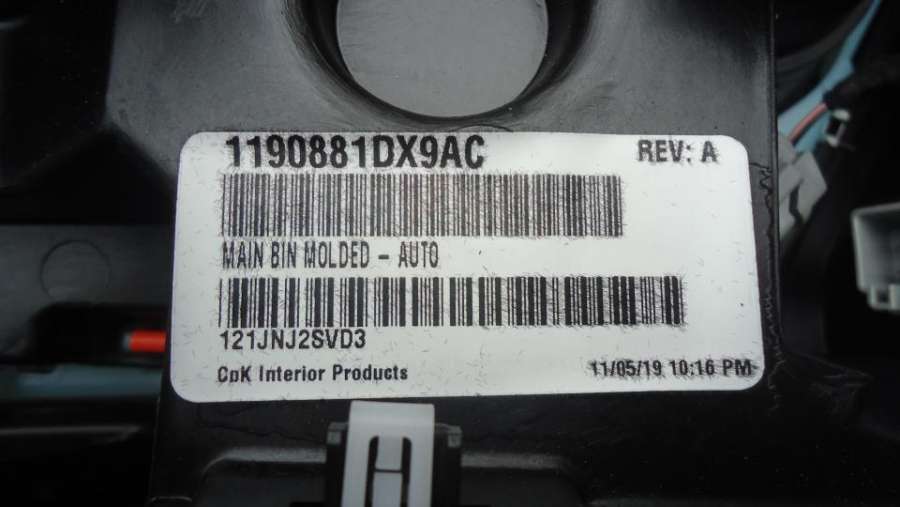 1190881DX9AC REV: A
MAIN BIN MOLDED - AUTO
121JNJ2SVD3
CpK Interior Products 11/05/19 10:16 PM